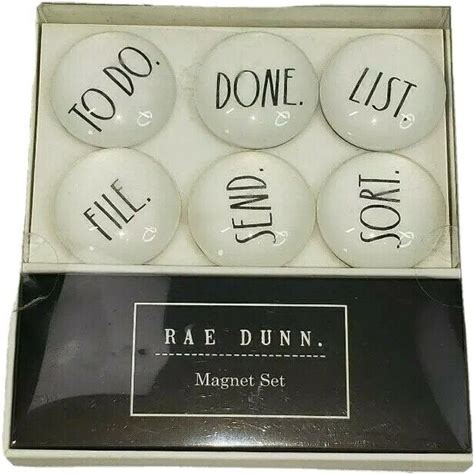 TO DO.
DONE.
LIST.
FILE.
SEND.
SORT.
RAE DUNN.
Magnet Set